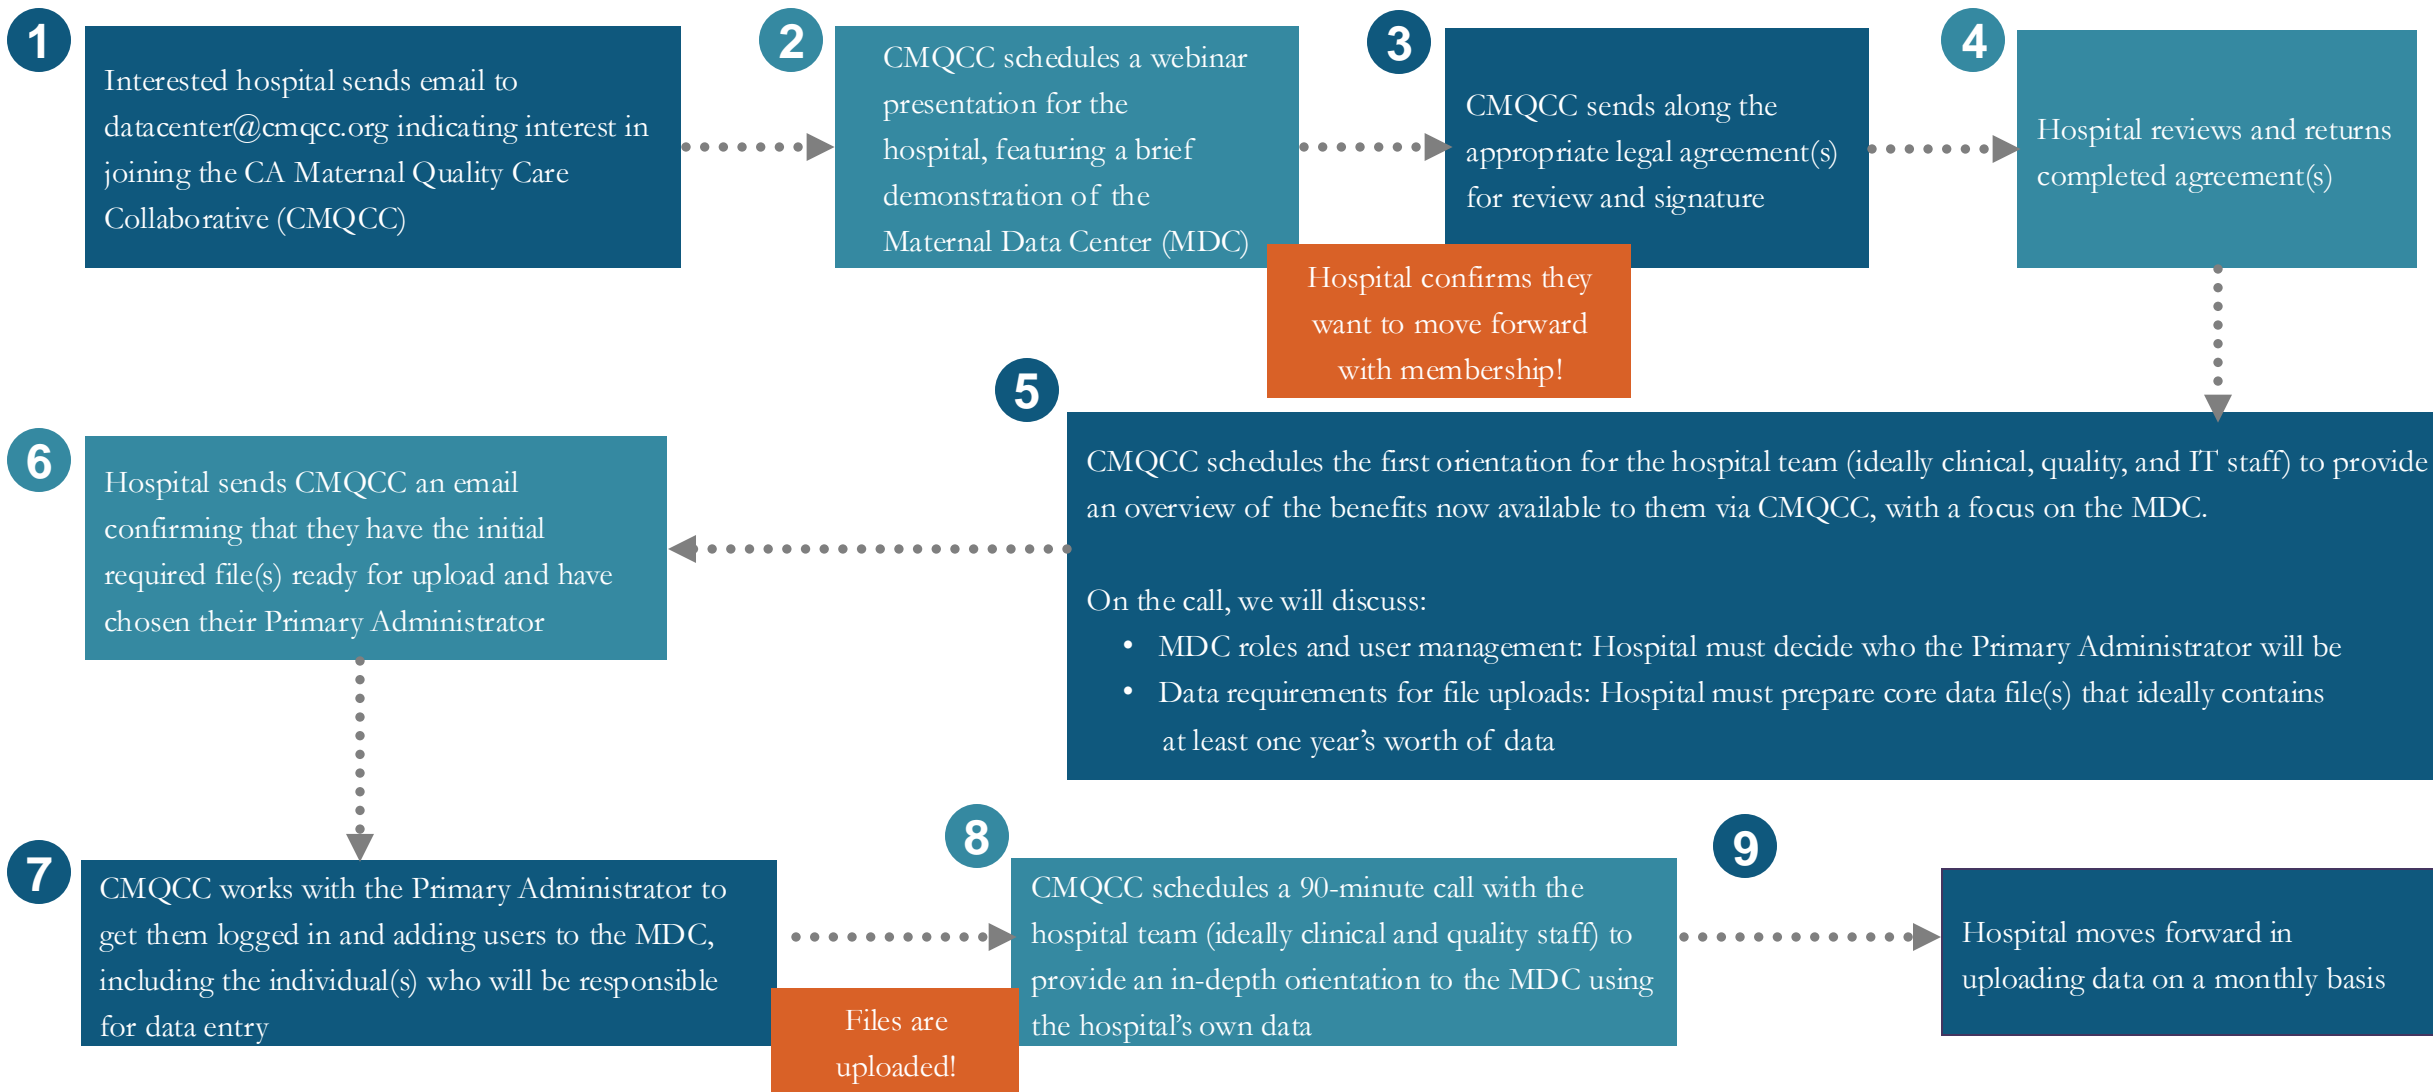 1
Interested hospital sends email to
datacenter@cmqcc.org indicating interest in
joining the CA Maternal Quality Care
Collaborative (CMQCC)
2
CMQCC schedules a webinar
presentation for the
hospital, featuring a brief
demonstration of the
Maternal Data Center (MDC)
Hospital confirms they
want to move forward
with membership!
3
CMQCC sends along the
appropriate legal agreement(s)
for review and signature
4
Hospital reviews and returns
completed agreement(s)
5
CMQCC schedules the first orientation for the hospital team (ideally clinical, quality, and IT staff) to provide
an overview of the benefits now available to them via CMQCC, with a focus on the MDC.
On the call, we will discuss:
• MDC roles and user management: Hospital must decide who the Primary Administrator will be
• Data requirements for file uploads: Hospital must prepare core data file(s) that ideally contains
at least one year’s worth of data
6
Hospital sends CMQCC an email
confirming that they have the initial
required file(s) ready for upload and have
chosen their Primary Administrator
7
CMQCC works with the Primary Administrator to
get them logged in and adding users to the MDC,
including the individual(s) who will be responsible
for data entry
Files are
uploaded!
8
CMQCC schedules a 90-minute call with the
hospital team (ideally clinical and quality staff) to
provide an in-depth orientation to the MDC using
the hospital’s own data
9
Hospital moves forward in
uploading data on a monthly basis